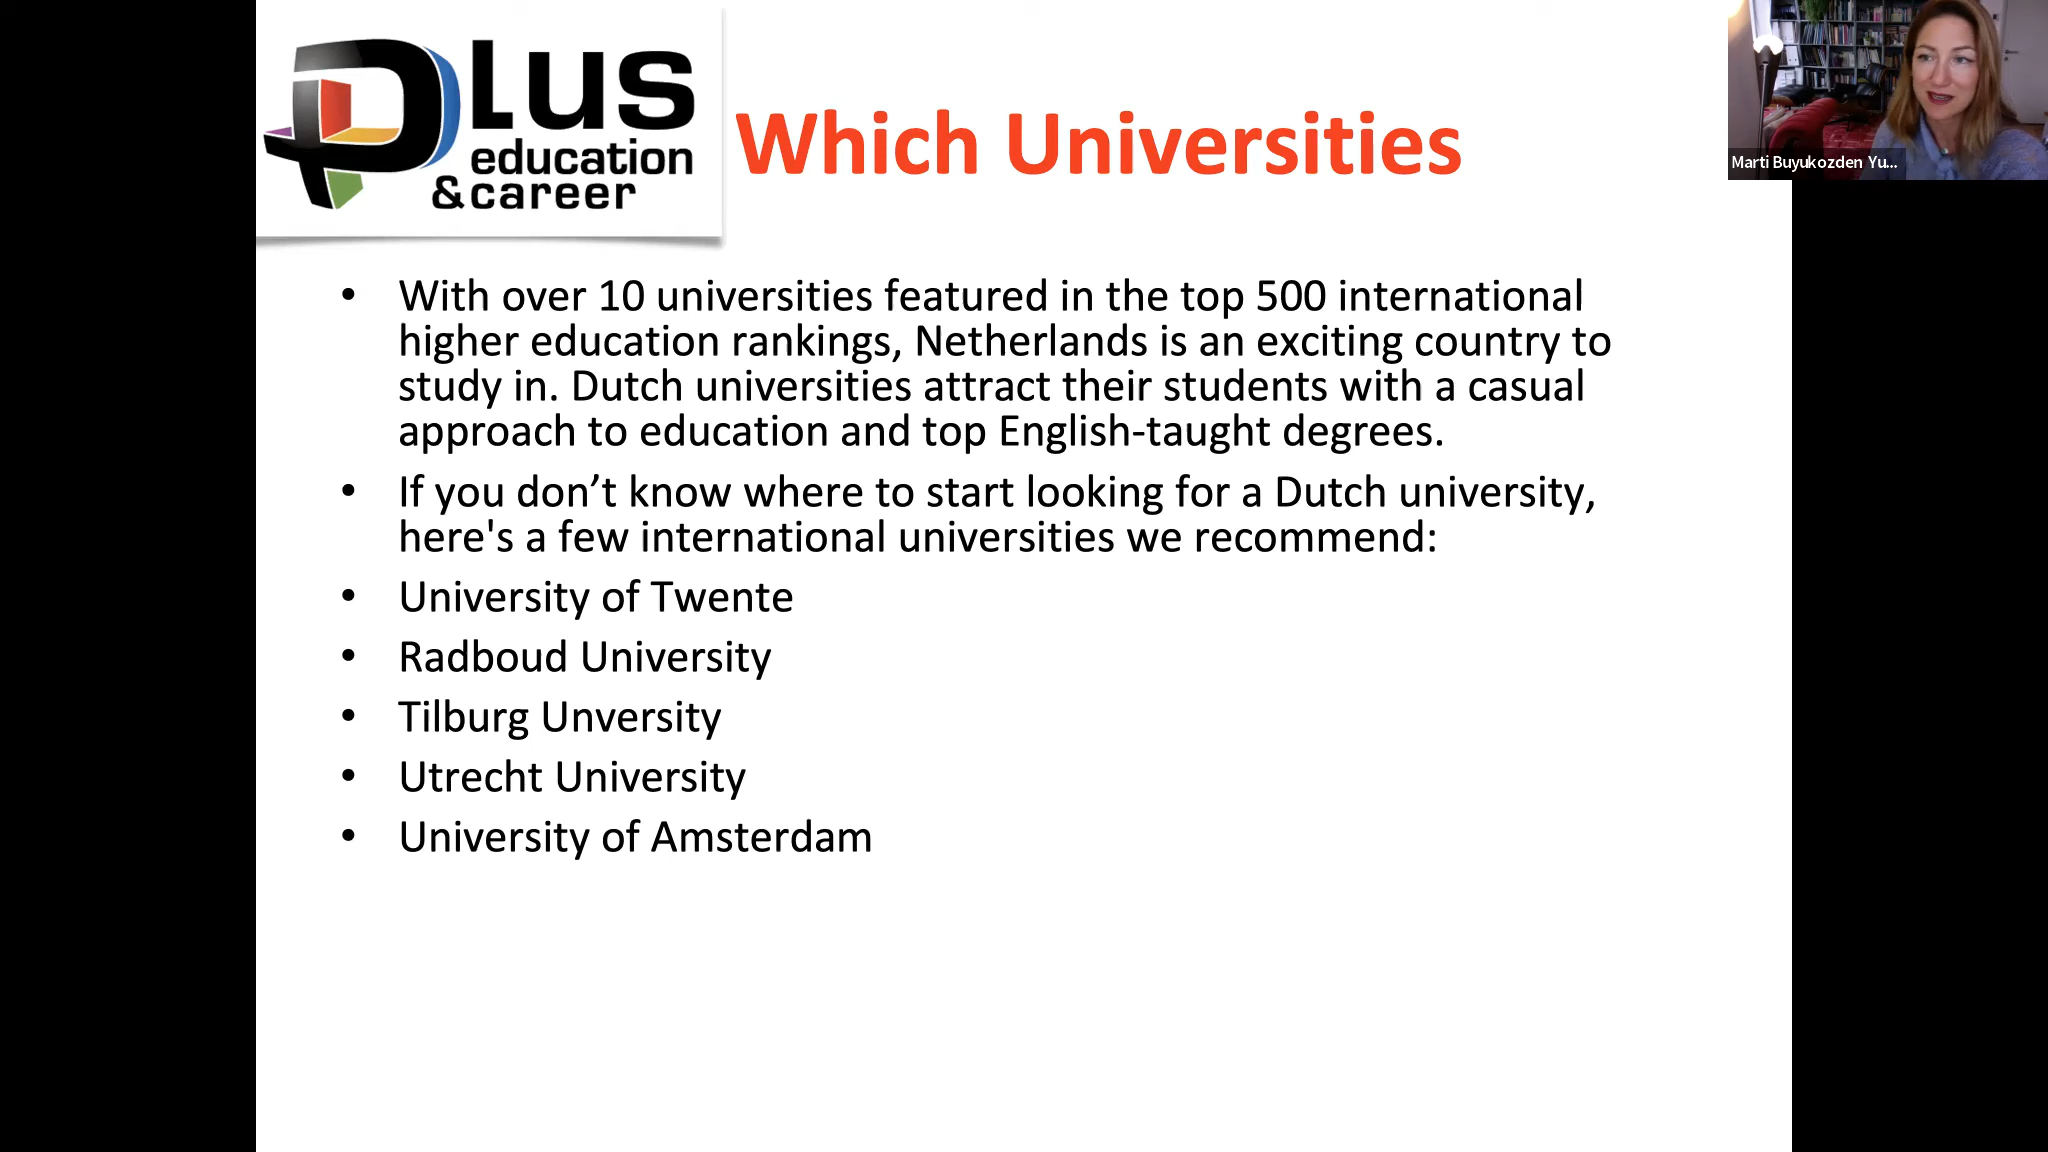 Plus
education
& career
Which Universities
Marti Buyukozden Yu...
• With over 10 universities featured in the top 500 international
higher education rankings, Netherlands is an exciting country to
study in. Dutch universities attract their students with a casual
approach to education and top English-taught degrees.
• If you don’t know where to start looking for a Dutch university,
here's a few international universities we recommend:
• University of Twente
• Radboud University
• Tilburg Unversity
• Utrecht University
• University of Amsterdam